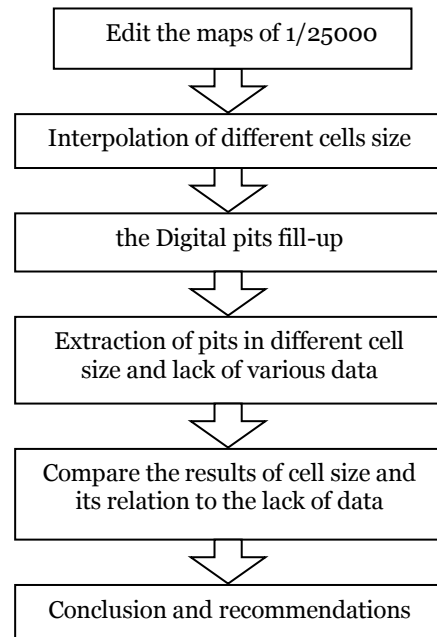 Edit the maps of 1/25000
Interpolation of different cells size
the Digital pits fill-up
Extraction of pits in different cell
size and lack of various data
Compare the results of cell size and
its relation to the lack of data
Conclusion and recommendations